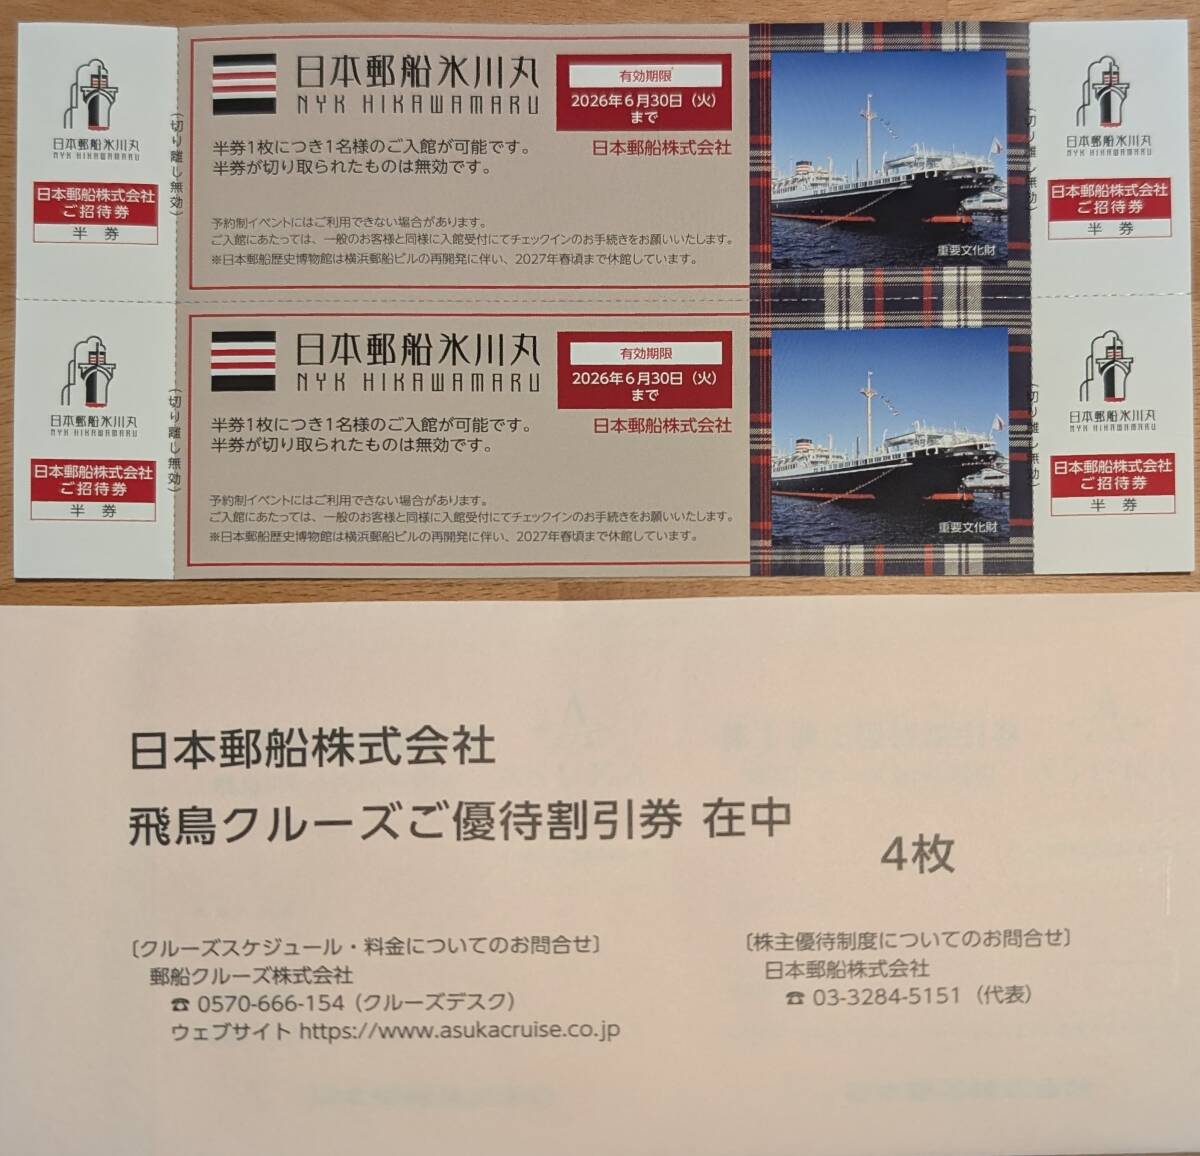 日本郵船氷川丸
NYK HIKAWAMARU
日本郵船株式会社
ご招待券
半券
(切り離し無効)
日本郵船氷川丸
NYK HIKAWAMARU
有効期限
2026年6月30日(火)
まで
半券1枚につき1名様のご入館が可能です。
半券が切り取られたものは無効です。
日本郵船株式会社
予約制イベントにはご利用できない場合があります。
ご入館にあたっては、一般のお客様と同様に入館受付にてチェックインのお手続きをお願いいたします。
※日本郵船歴史博物館は横浜郵船ビルの再開発に伴い、2027年春頃まで休館しています。
重要文化財
(切り離し無効)
日本郵船氷川丸
NYK HIKAWAMARU
日本郵船株式会社
ご招待券
半券
日本郵船氷川丸
NYK HIKAWAMARU
日本郵船株式会社
ご招待券
半券
(切り離し無効)
日本郵船氷川丸
NYK HIKAWAMARU
有効期限
2026年6月30日(火)
まで
半券1枚につき1名様のご入館が可能です。
半券が切り取られたものは無効です。
日本郵船株式会社
予約制イベントにはご利用できない場合があります。
ご入館にあたっては、一般のお客様と同様に入館受付にてチェックインのお手続きをお願いいたします。
※日本郵船歴史博物館は横浜郵船ビルの再開発に伴い、2027年春頃まで休館しています。
重要文化財
(切り離し無効)
日本郵船氷川丸
NYK HIKAWAMARU
日本郵船株式会社
ご招待券
半券
日本郵船株式会社
飛鳥クルーズご優待割引券 在中
4枚
〔クルーズスケジュール・料金についてのお問合せ〕
郵船クルーズ株式会社
☎ 0570-666-154(クルーズデスク)
ウェブサイト https://www.asukacruise.co.jp
〔株主優待制度についてのお問合せ〕
日本郵船株式会社
☎ 03-3284-5151(代表)